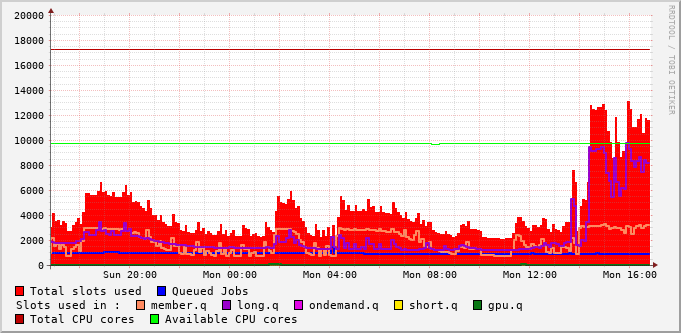 20000
18000
16000
14000
12000
10000
8000
6000
4000
2000
0
Sun 20:00 Mon 00:00 Mon 04:00 Mon 08:00 Mon 12:00 Mon 16:00
Total slots used Queued Jobs
Slots used in : member.q long.q ondemand.q short.q gpu.q
Total CPU cores Available CPU cores
RRDTOOL / TOBI OETIKER